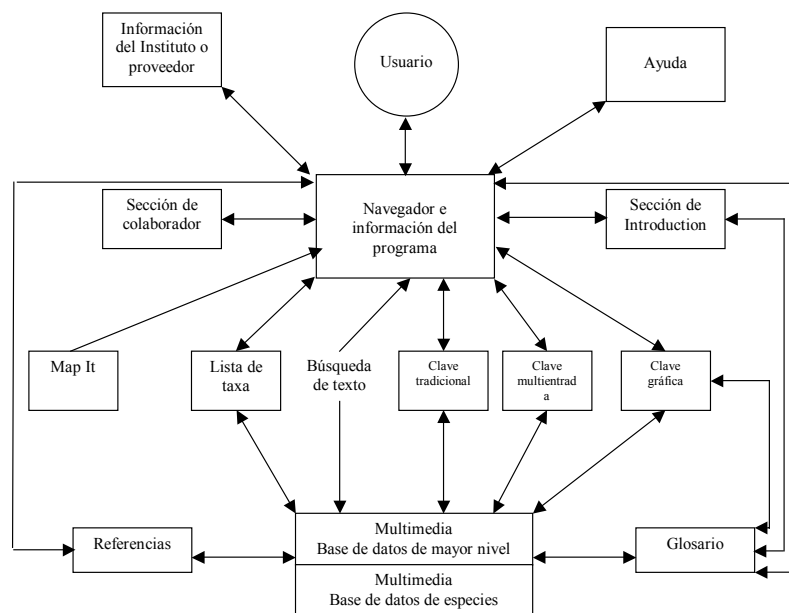 Información
del Instituto o
proveedor
Usuario
Ayuda
Sección de
colaborador
Navegador e
información del
programa
Sección de
Introduction
Map It
Lista de
taxa
Búsqueda
de texto
Clave
tradicional
Clave
multientrad
a
Clave
gráfica
Referencias
Multimedia
Base de datos de mayor nivel
Glosario
Multimedia
Base de datos de especies